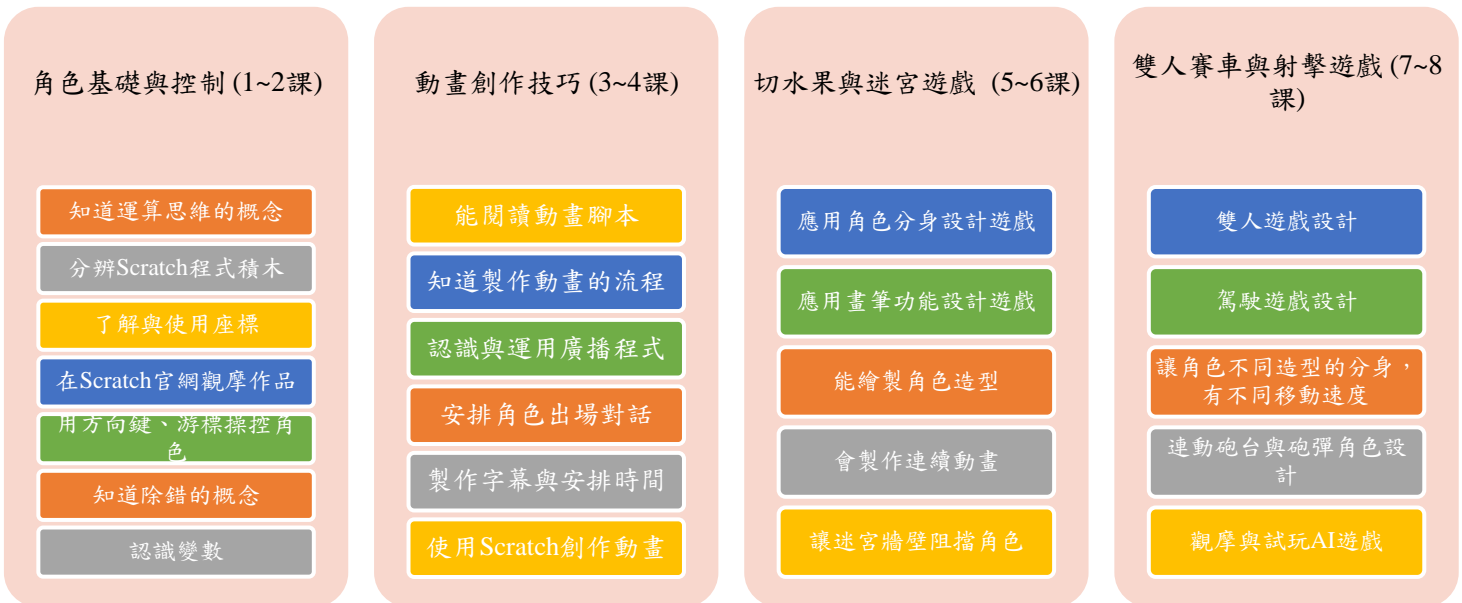 角色基礎與控制 (1~2課)
知道運算思維的概念
分辨Scratch程式積木
了解與使用座標
在Scratch官網觀摩作品
用方向鍵、游標操控角
色
知道除錯的概念
認識變數
動畫創作技巧 (3~4課)
能閱讀動畫腳本
知道製作動畫的流程
認識與運用廣播程式
安排角色出場對話
製作字幕與安排時間
使用Scratch創作動畫
切水果與迷宮遊戲 (5~6課)
應用角色分身設計遊戲
應用畫筆功能設計遊戲
能繪製角色造型
會製作連續動畫
讓迷宮牆壁阻擋角色
雙人賽車與射擊遊戲 (7~8
課)
雙人遊戲設計
駕駛遊戲設計
讓角色不同造型的分身，
有不同移動速度
連動砲台與砲彈角色設
計
觀摩與試玩AI遊戲